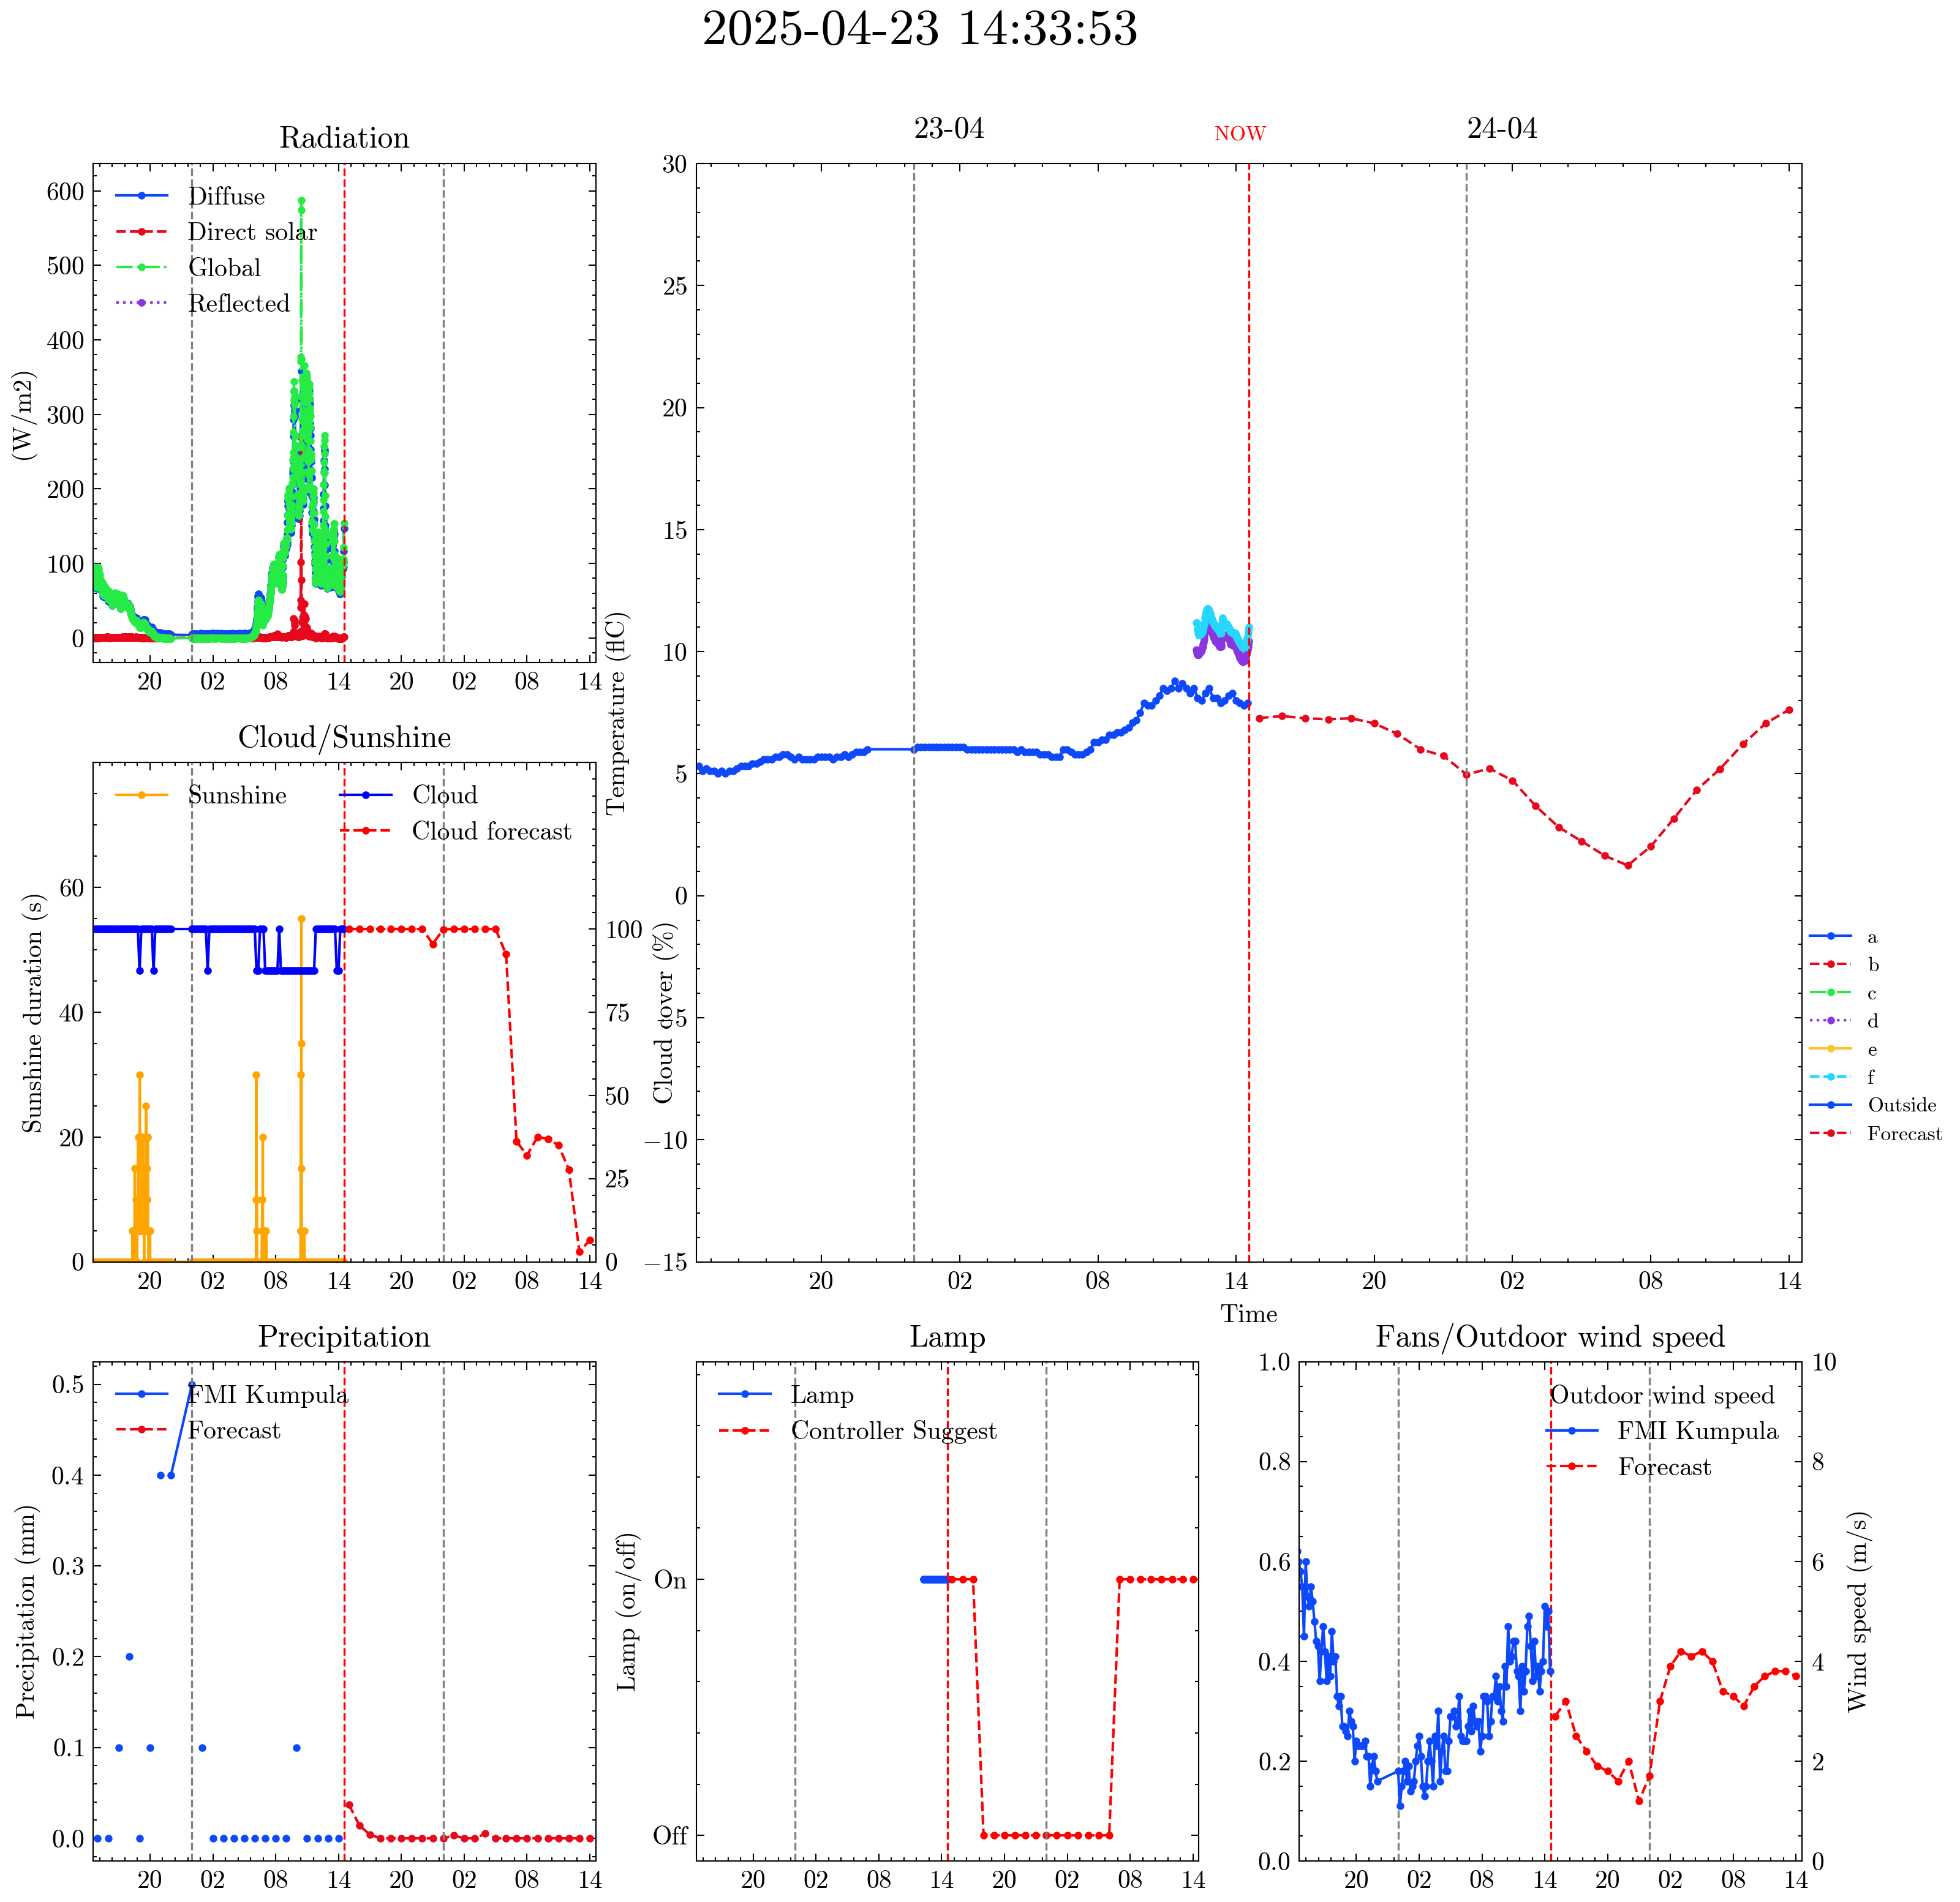 2025-04-23 14:33:53
Radiation
(W/m2)
600
500
400
300
200
100
0
Diffuse
Direct solar
Global
Reflected
20 02 08 14 20 02 08 14
23-04
NOW
24-04
Temperature (flC)
30
25
20
15
10
5
0
−5
−10
−15
20 02 08 14 20 02 08 14
Time
a
b
c
d
e
f
Outside
Forecast
Cloud/Sunshine
Sunshine duration (s)
60
40
20
0
Sunshine
Cloud
Cloud forecast
100
75
50
25
0
Cloud cover (%)
20 02 08 14 20 02 08 14
Precipitation
Precipitation (mm)
0.5
0.4
0.3
0.2
0.1
0.0
FMI Kumpula
Forecast
20 02 08 14 20 02 08 14
Lamp
Lamp (on/off)
On
Off
Lamp
Controller Suggest
20 02 08 14 20 02 08 14
Fans/Outdoor wind speed
1.0
0.8
0.6
0.4
0.2
0.0
Outdoor wind speed
FMI Kumpula
Forecast
10
8
6
4
2
0
Wind speed (m/s)
20 02 08 14 20 02 08 14